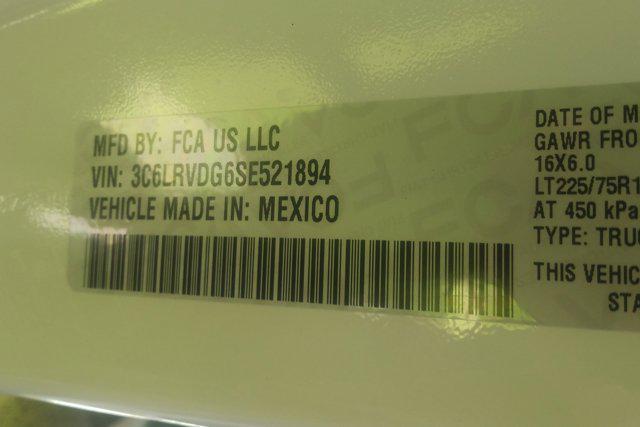 MFD BY: FCA US LLC
VIN: 3C6LRVDG6SE521894
VEHICLE MADE IN: MEXICO
DATE OF M
GAWR FRO
16X6.0
LT225/75R1
AT 450 kPa
TYPE: TRUC
THIS VEHIC
STA